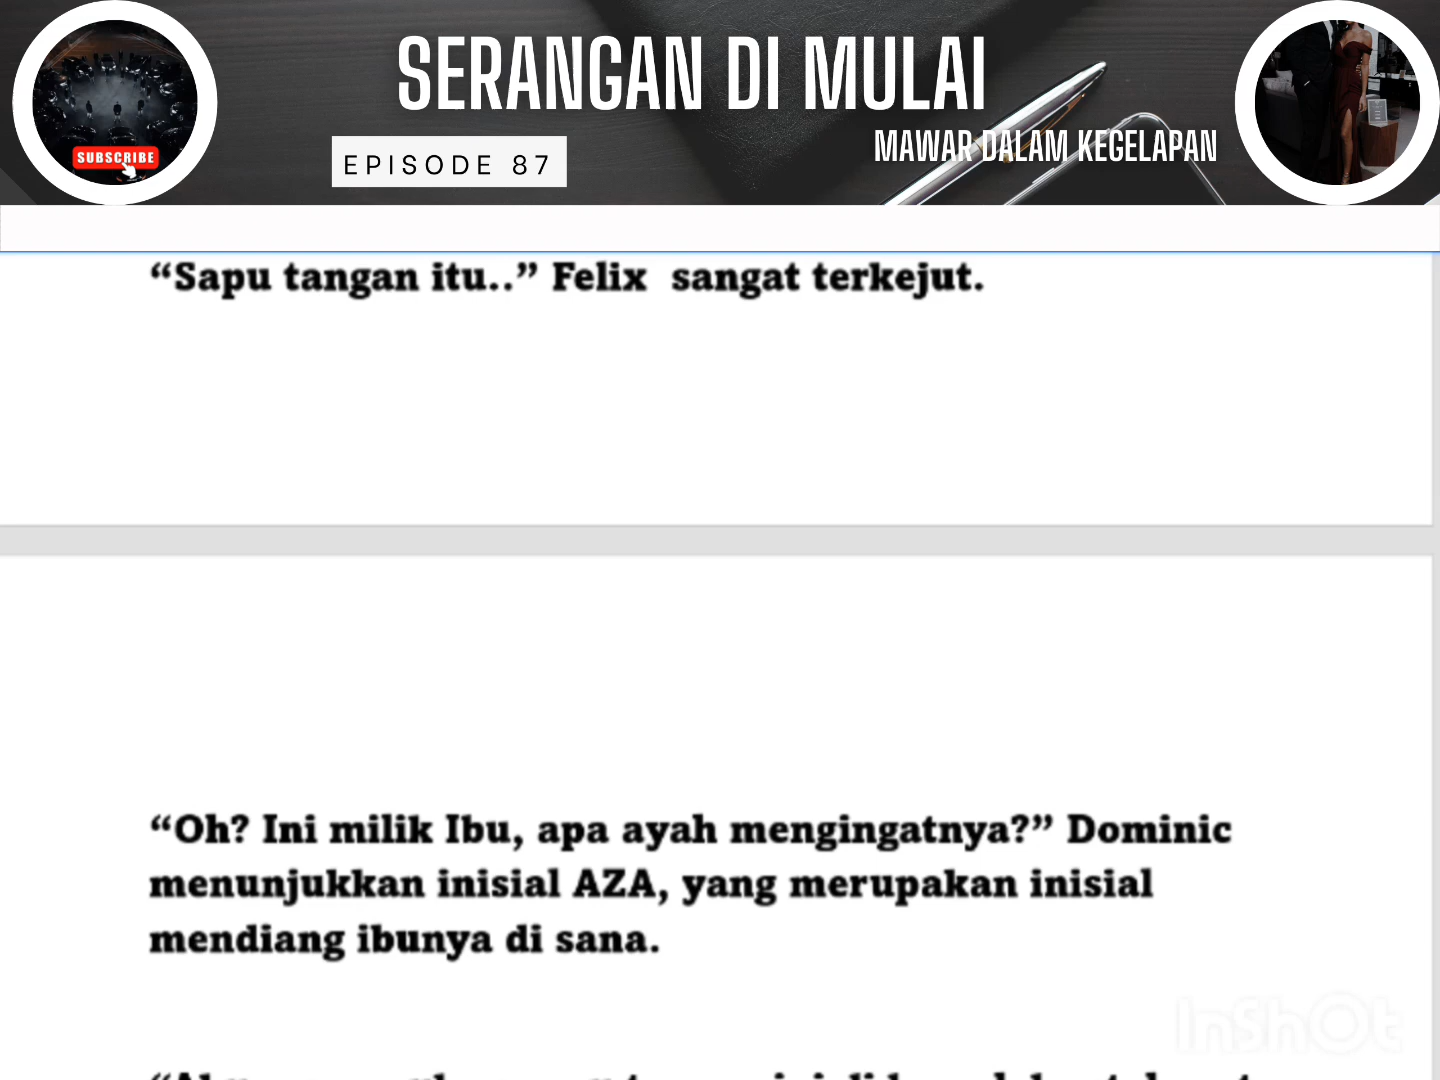 SERANGAN DI MULAI
MAWAR DALAM KEGELAPAN
EPISODE 87
SUBSCRIBE
“Sapu tangan itu..” Felix sangat terkejut.
“Oh? Ini milik Ibu, apa ayah mengingatnya?” Dominic
menunjukkan inisial AZA, yang merupakan inisial
mendiang ibunya di sana.
InShOt